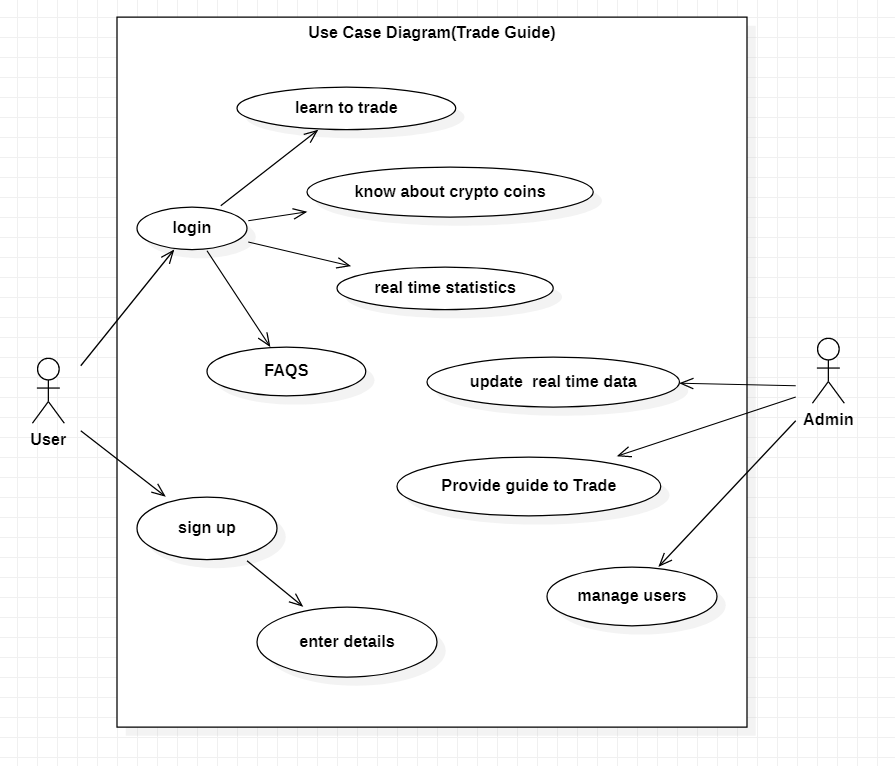 Use Case Diagram(Trade Guide)
learn to trade
know about crypto coins
login
real time statistics
FAQS
update  real time data
User
Admin
Provide guide to Trade
sign up
manage users
enter details